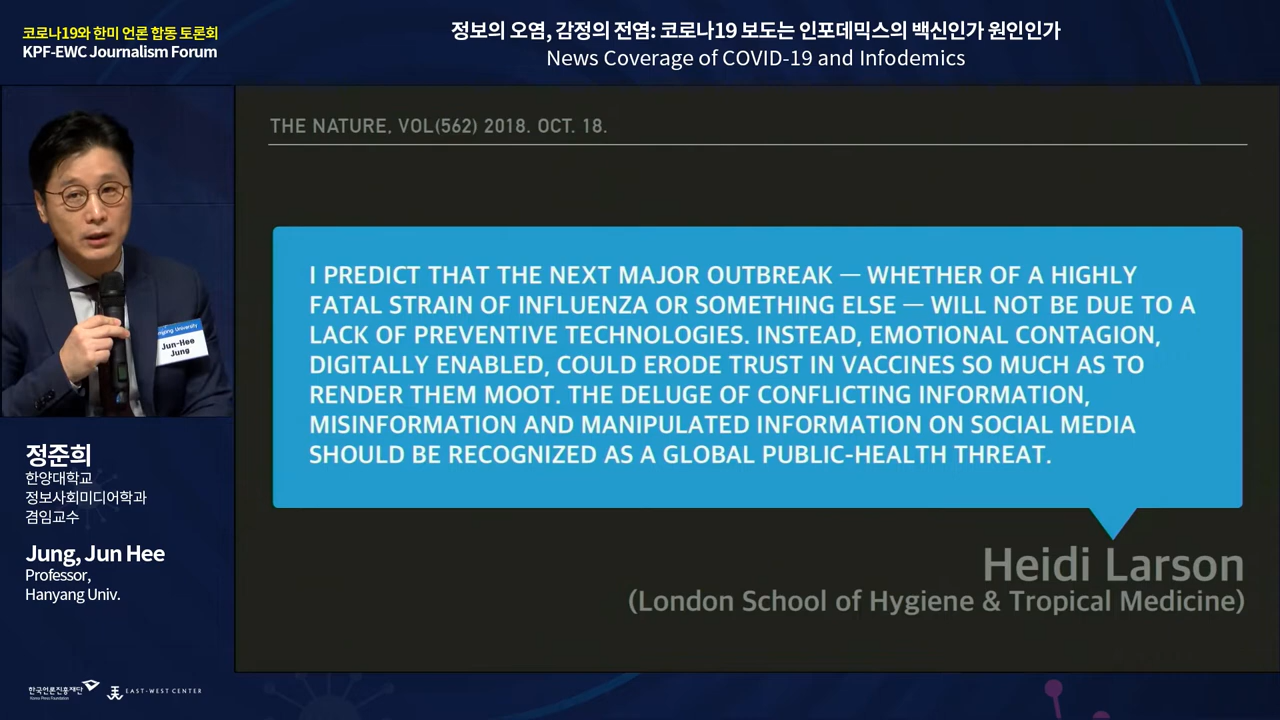 코로나19와 한미 언론 합동 토론회
KPF-EWC Journalism Forum
정보의 오염, 감정의 전염: 코로나19 보도는 인포데믹스의 백신인가 원인인가
News Coverage of COVID-19 and Infodemics
THE NATURE, VOL(562) 2018. OCT. 18.
I PREDICT THAT THE NEXT MAJOR OUTBREAK — WHETHER OF A HIGHLY
FATAL STRAIN OF INFLUENZA OR SOMETHING ELSE — WILL NOT BE DUE TO A
LACK OF PREVENTIVE TECHNOLOGIES. INSTEAD, EMOTIONAL CONTAGION,
DIGITALLY ENABLED, COULD ERODE TRUST IN VACCINES SO MUCH AS TO
RENDER THEM MOOT. THE DELUGE OF CONFLICTING INFORMATION,
MISINFORMATION AND MANIPULATED INFORMATION ON SOCIAL MEDIA
SHOULD BE RECOGNIZED AS A GLOBAL PUBLIC-HEALTH THREAT.
Heidi Larson
(London School of Hygiene & Tropical Medicine)
University
Jun-Hee
Jung
정준희
한양대학교
정보사회미디어학과
겸임교수
Jung, Jun Hee
Professor,
Hanyang Univ.
한국언론진흥재단
Korea Press Foundation
EAST-WEST CENTER